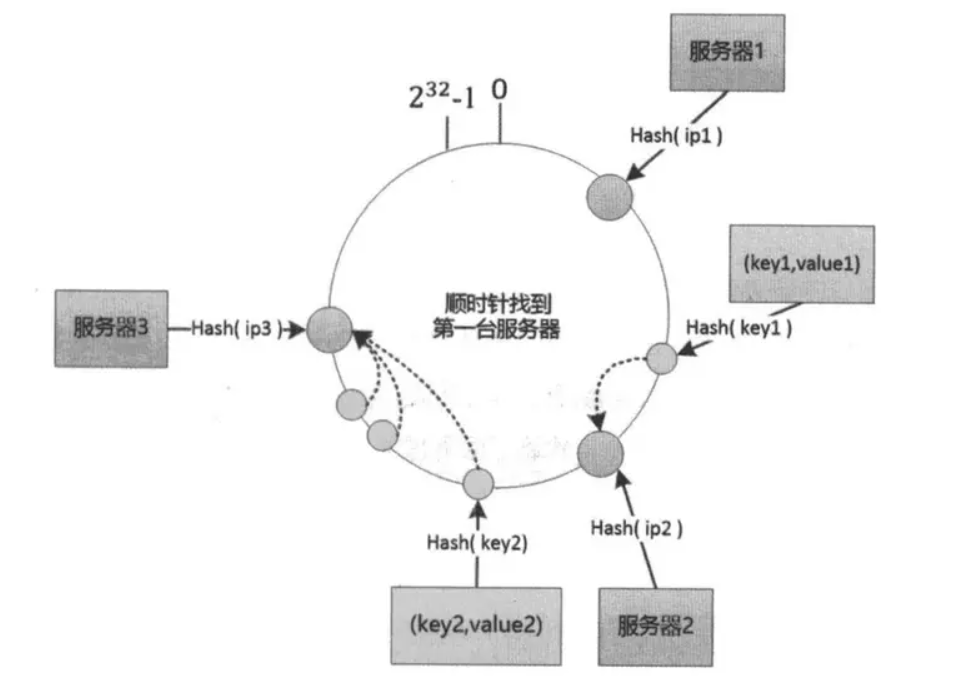 服务器1
2^32-1 0
Hash( ip1 )
(key1,value1)
顺时针找到
第一台服务器
服务器3
Hash( ip3 )
Hash( key1 )
Hash( key2)
Hash( ip2 )
(key2,value2)
服务器2